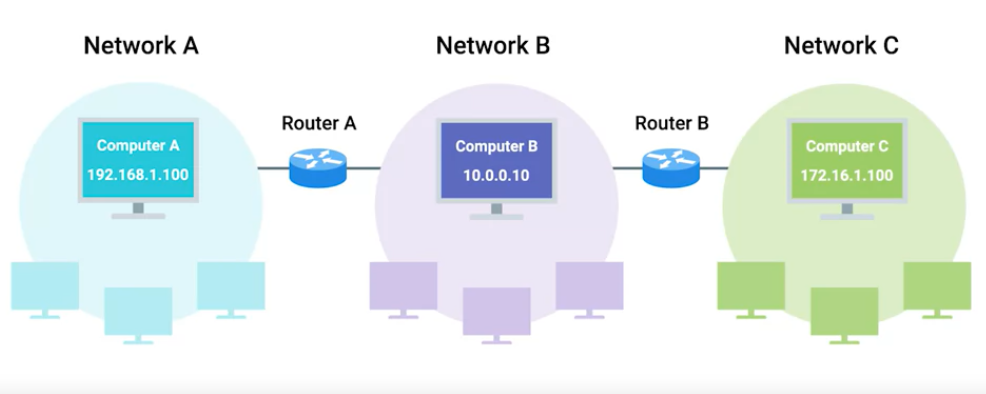 Network A
Network B
Network C
Router A
Router B
Computer A
192.168.1.100
Computer B
10.0.0.10
Computer C
172.16.1.100